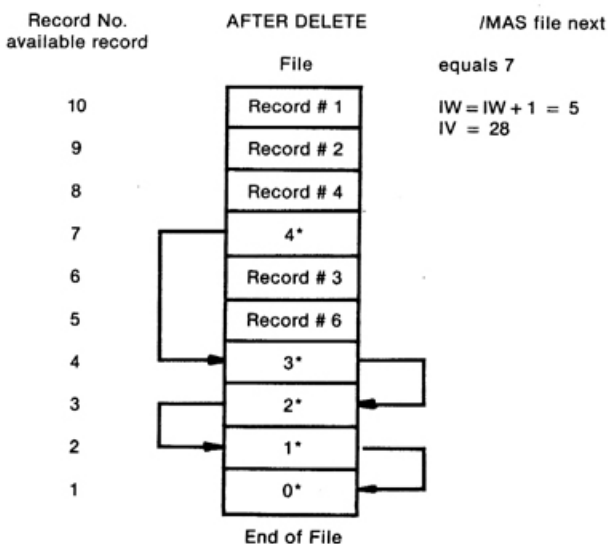 Record No. AFTER DELETE /MAS file next
available record
File equals 7
10 Record # 1 IW = IW + 1 = 5
IV = 28
9 Record # 2
8 Record # 4
7 4*
6 Record # 3
5 Record # 6
4 3*
3 2*
2 1*
1 0*
End of File